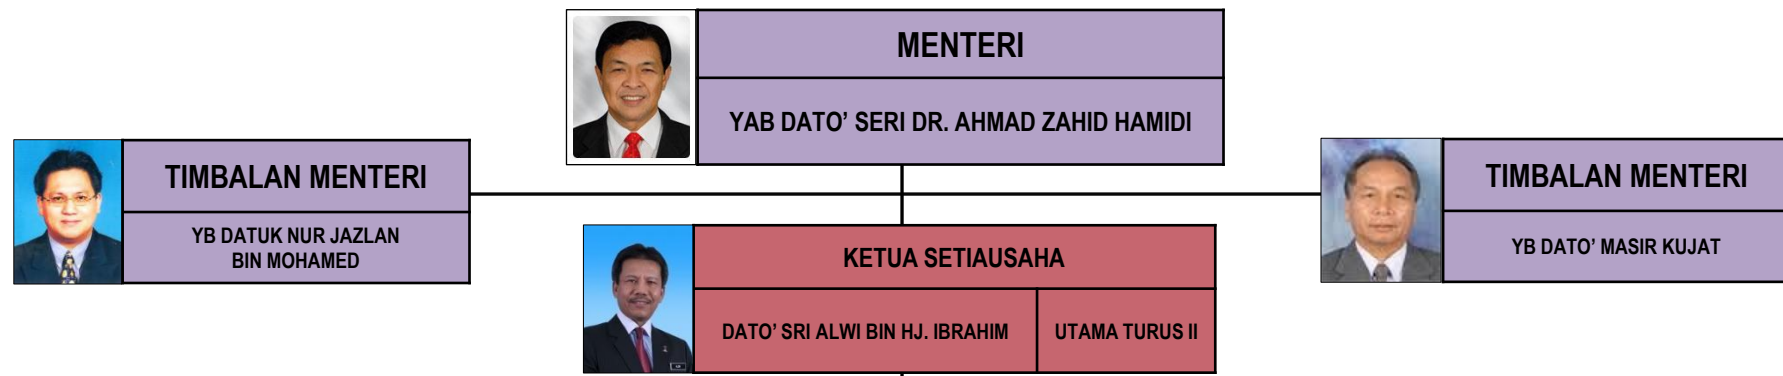 MENTERI
YAB DATO’ SERI DR. AHMAD ZAHID HAMIDI
TIMBALAN MENTERI
YB DATUK NUR JAZLAN
BIN MOHAMED
TIMBALAN MENTERI
YB DATO’ MASIR KUJAT
KETUA SETIAUSAHA
DATO’ SRI ALWI BIN HJ. IBRAHIM
UTAMA TURUS II